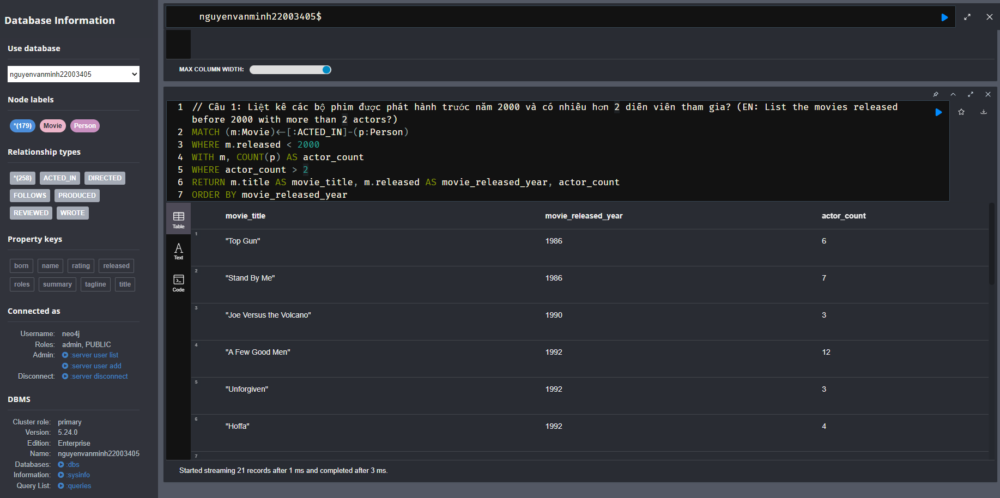 Database Information
Use database
nguyenvanminh22003405
Node labels
*(179) Movie Person
Relationship types
*(258) ACTED_IN DIRECTED
FOLLOWS PRODUCED
REVIEWED WROTE
Property keys
born name rating released
roles summary tagline title
Connected as
Username: neo4j
Roles: admin, PUBLIC
Admin: :server user list
:server user add
Disconnect: :server disconnect
DBMS
Cluster role: primary
Version: 5.24.0
Edition: Enterprise
Name: nguyenvanminh22003405
Databases: :dbs
Information: :sysinfo
Query List: :queries
nguyenvanminh22003405$
MAX COLUMN WIDTH:
1 // Câu 1: Liệt kê các bộ phim được phát hành trước năm 2000 và có nhiều hơn 2 diễn viên tham gia? (EN: List the movies released
before 2000 with more than 2 actors?)
2 MATCH (m:Movie)<-[:ACTED_IN]-(p:Person)
3 WHERE m.released < 2000
4 WITH m, COUNT(p) AS actor_count
5 WHERE actor_count > 2
6 RETURN m.title AS movie_title, m.released AS movie_released_year, actor_count
7 ORDER BY movie_released_year
Table
Text
Code
movie_title movie_released_year actor_count
1 "Top Gun" 1986 6
2 "Stand By Me" 1986 7
3 "Joe Versus the Volcano" 1990 3
4 "A Few Good Men" 1992 12
5 "Unforgiven" 1992 3
6 "Hoffa" 1992 4
7
Started streaming 21 records after 1 ms and completed after 3 ms.